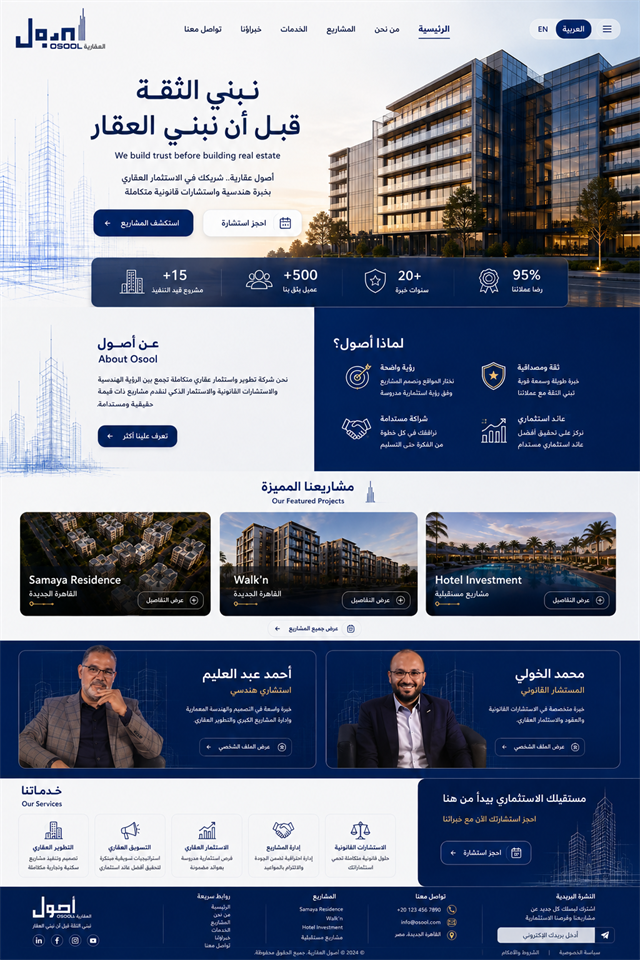 أصول
OSOOL العقارية
الرئيسية
من نحن
المشاريع
الخدمات
خبراؤنا
تواصل معنا
العربية
EN
نبني الثقة
قبل أن نبني العقار
We build trust before building real estate
أصول عقارية.. شريكك في الاستثمار العقاري
بخبرة هندسية واستشارات قانونية متكاملة
احجز استشارة
استكشف المشاريع
95%
رضا عملائنا
20+
سنوات خبرة
+500
عميل يثق بنا
+15
مشروع قيد التنفيذ
لماذا أصول؟
ثقة ومصداقية
خبرة طويلة وسمعة قوية
تبني الثقة مع عملائنا
رؤية واضحة
نختار المواقع ونصمم المشاريع
وفق رؤية استثمارية مدروسة
عائد استثماري
نركز على تحقيق أفضل
عائد استثماري مستدام
شراكة مستدامة
نرافقك في كل خطوة
من الفكرة حتى التسليم
عن أصول
About Osool
نحن شركة تطوير واستثمار عقاري متكاملة تجمع بين الرؤية الهندسية
والاستشارات القانونية والاستثمار الذكي لنقدم مشاريع ذات قيمة
حقيقية ومستدامة.
تعرف علينا أكثر
مشاريعنا المميزة
Our Featured Projects
Hotel Investment
مشاريع مستقبلية
عرض التفاصيل
Walk'n
القاهرة الجديدة
عرض التفاصيل
Samaya Residence
القاهرة الجديدة
عرض التفاصيل
عرض جميع المشاريع
محمد الخولي
المستشار القانوني
خبرة متخصصة في الاستشارات القانونية
والعقود والاستثمار العقاري.
عرض الملف الشخصي
أحمد عبد العليم
استشاري هندسي
خبرة واسعة في التصميم والهندسة المعمارية
وإدارة المشاريع الكبرى والتطوير العقاري.
عرض الملف الشخصي
مستقبلك الاستثماري يبدأ من هنا
احجز استشارتك الآن مع خبرائنا
احجز استشارة
خدماتنا
Our Services
الاستشارات القانونية
حلول قانونية متكاملة لحمي
استثماراتك
إدارة المشاريع
إدارة احترافية تضمن الجودة
والالتزام بالمواعيد
الاستثمار العقاري
فرص استثمارية مدروسة
بعوائد مضمونة
التسويق العقاري
استراتيجيات تسويقية مبتكرة
لتحقيق أفضل عائد استثماري
التطوير العقاري
تصميم وتنفيذ مشاريع
سكنية وتجارية متكاملة
النشرة البريدية
اشترك ليصلك كل جديد عن
مشاريعنا وفرصنا الاستثمارية
أدخل بريدك الإلكتروني
تواصل معنا
+20 123 456 7890
info@osool.com
القاهرة الجديدة، مصر
المشاريع
Samaya Residence
Walk'n
Hotel Investment
مشاريع مستقبلية
روابط سريعة
الرئيسية
من نحن
المشاريع
الخدمات
خبراؤنا
تواصل معنا
أصول
OSOOL العقارية
نبني الثقة قبل أن نبني العقار
سياسة الخصوصية | الشروط والأحكام
© 2024 أصول العقارية. جميع الحقوق محفوظة.